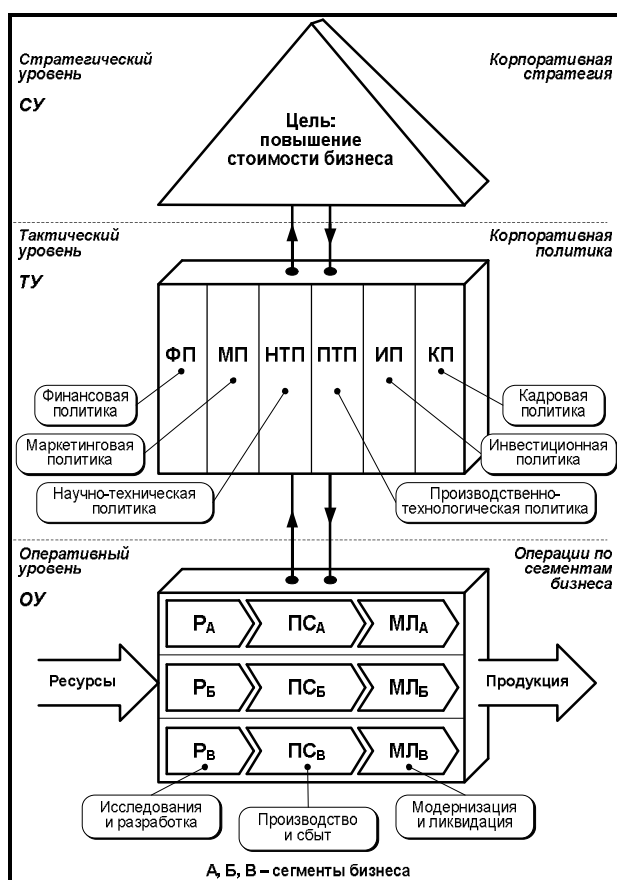 Стратегический
уровень
СУ
Корпоративная
стратегия
Цель:
повышение
стоимости бизнеса
Тактический
уровень
ТУ
Корпоративная
политика
ФП МП НТП ПТП ИП КП
Финансовая
политика
Кадровая
политика
Маркетинговая
политика
Инвестиционная
политика
Научно-техническая
политика
Производственно-
технологическая политика
Оперативный
уровень
ОУ
Операции по
сегментам
бизнеса
РА ПСА МЛА
Ресурсы
РБ ПСБ МЛБ
Продукция
РВ ПСВ МЛВ
Исследования
и разработка
Производство
и сбыт
Модернизация
и ликвидация
А, Б, В – сегменты бизнеса